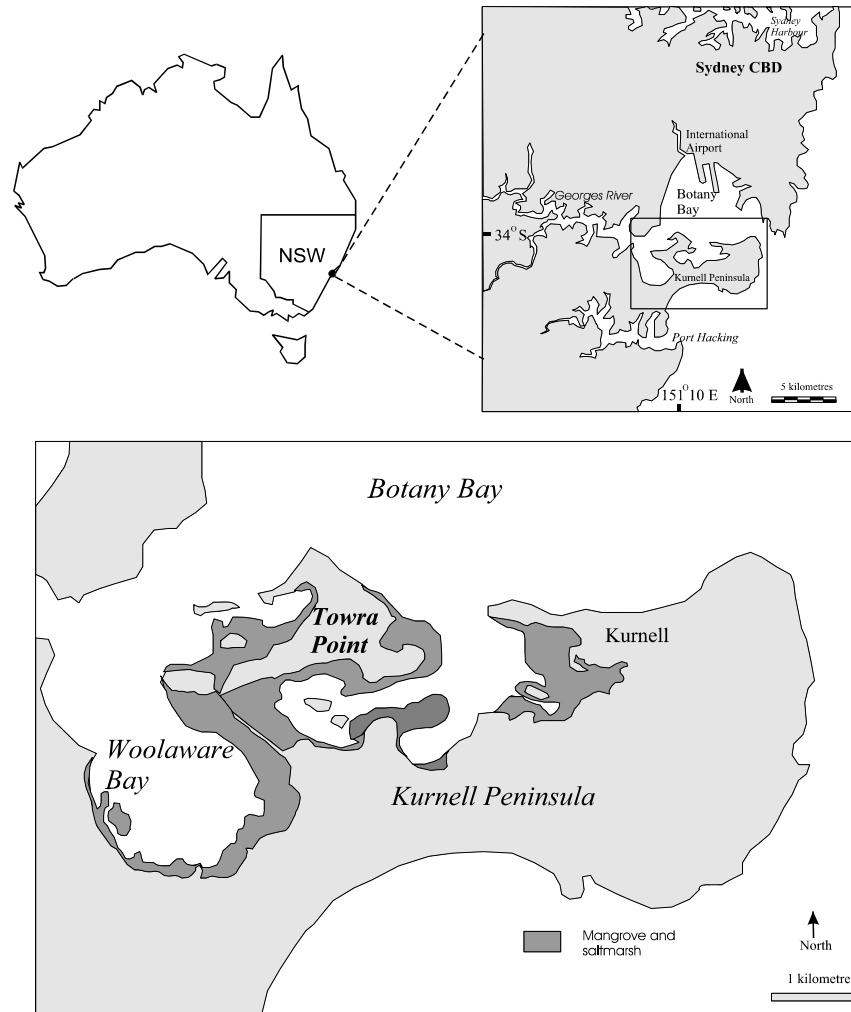 NSW
Sydney
Harbour
Sydney CBD
International
Airport
Georges River
Botany
Bay
34°S
Kurnell Peninsula
Port Hacking
North
5 kilometres
151°10 E
Botany Bay
Towra
Point
Kurnell
Woolaware
Bay
Kurnell Peninsula
Mangrove and
saltmarsh
North
1 kilometre